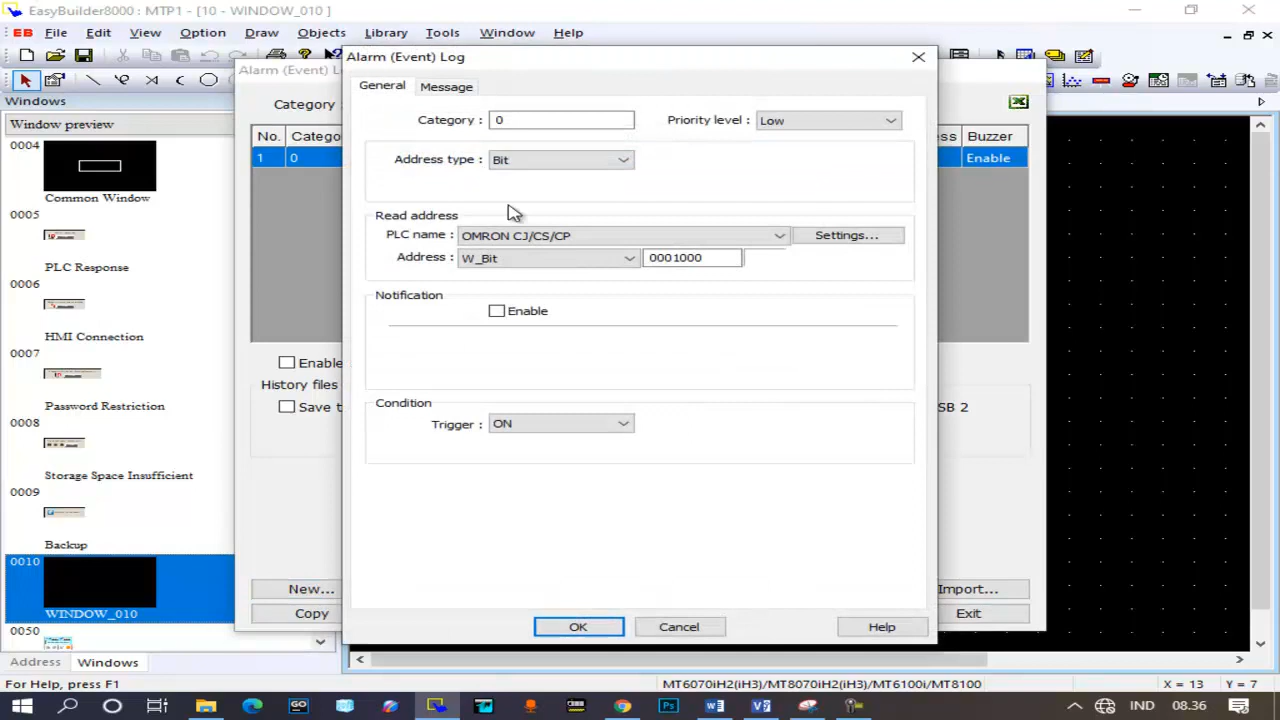 EasyBuilder8000 : MTP1 - [10 - WINDOW_010 ]
EB File Edit View Option Draw Objects Library Tools Window Help
Windows
Window preview
0004
Common Window
0005
PLC Response
0006
HMI Connection
0007
Password Restriction
0008
Storage Space Insufficient
0009
Backup
0010
WINDOW_010
0050
Address Windows
Alarm (Event) L
Category
No. Catego
ss Buzzer
1 0
Enable
Enable
History files
Save t
SB 2
New...
Import...
Copy
Exit
Alarm (Event) Log
General Message
Category : 0
Priority level : Low
Address type : Bit
Read address
PLC name : OMRON CJ/CS/CP
Settings...
Address : W_Bit 0001000
Notification
Enable
Condition
Trigger : ON
OK Cancel Help
For Help, press F1
MT6070iH2(iH3)/MT8070iH2(iH3)/MT6100i/MT8100
X = 13 Y = 7
IND 08.36